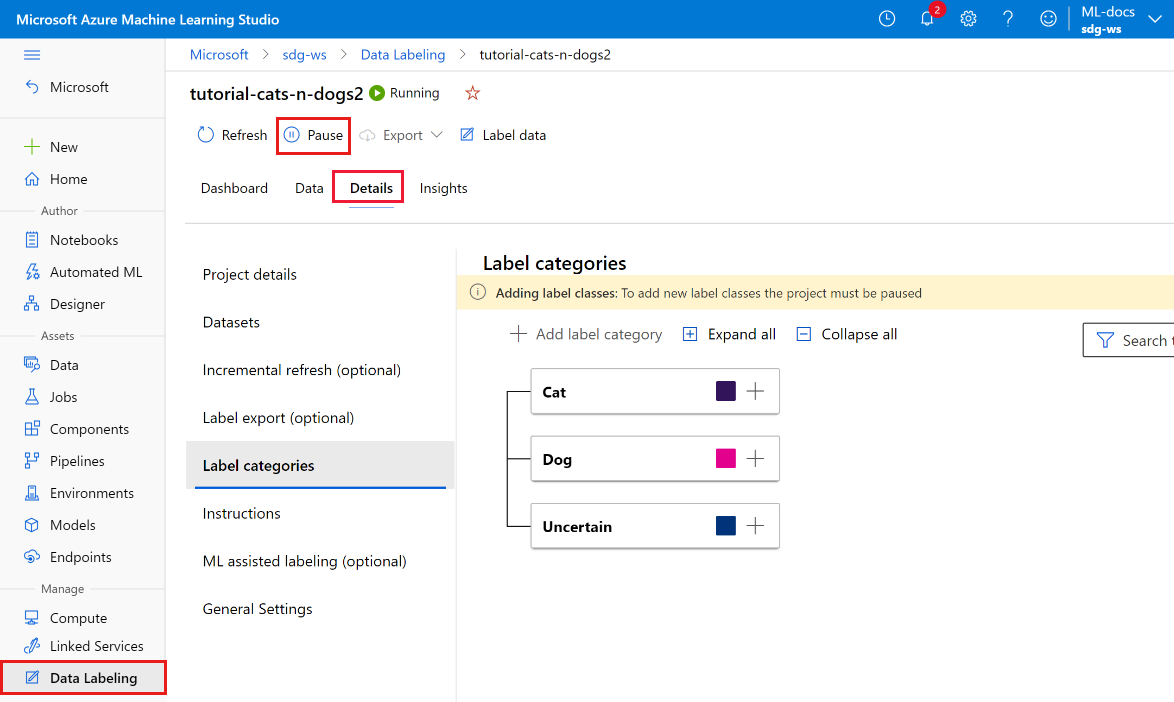 Microsoft Azure Machine Learning Studio
2
ML-docs
sdg-ws
Microsoft > sdg-ws > Data Labeling > tutorial-cats-n-dogs2
Microsoft
New
Home
Author
Notebooks
Automated ML
Designer
Assets
Data
Jobs
Components
Pipelines
Environments
Models
Endpoints
Manage
Compute
Linked Services
Data Labeling
tutorial-cats-n-dogs2 Running
Refresh Pause Export Label data
Dashboard Data Details Insights
Project details
Datasets
Incremental refresh (optional)
Label export (optional)
Label categories
Instructions
ML assisted labeling (optional)
General Settings
Label categories
Adding label classes: To add new label classes the project must be paused
Add label category Expand all Collapse all
Search
Cat
Dog
Uncertain